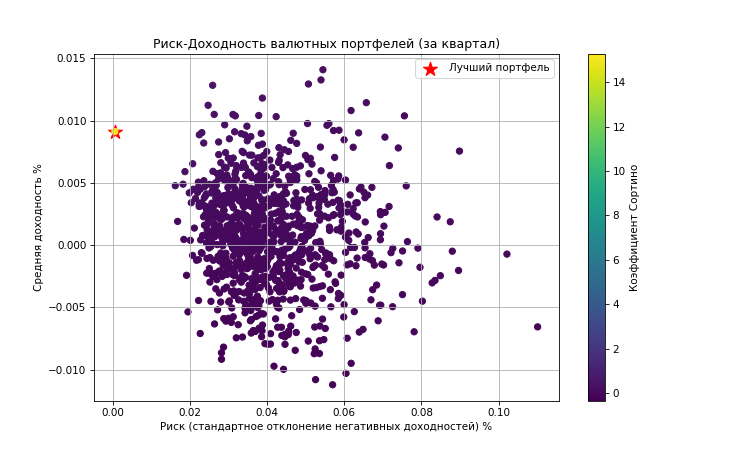 Риск-Доходность валютных портфелей (за квартал)
Лучший портфель
0.015
0.010
0.005
0.000
−0.005
−0.010
Средняя доходность %
0.00 0.02 0.04 0.06 0.08 0.10
Риск (стандартное отклонение негативных доходностей) %
14
12
10
8
6
4
2
0
Коэффициент Сортино